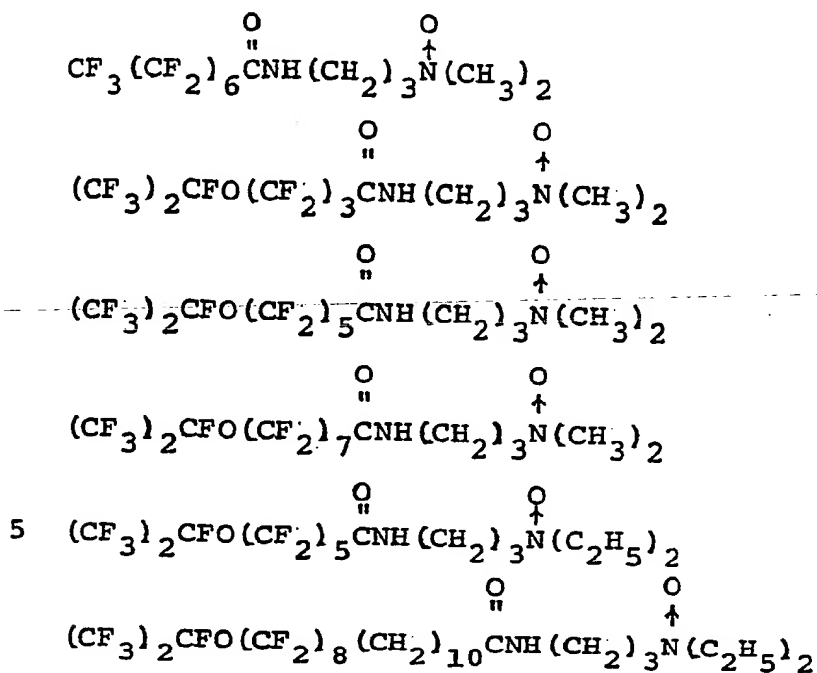 O O
" ↑
CF₃(CF₂)₆CNH(CH₂)₃N(CH₃)₂
O O
" ↑
(CF₃)₂CFO(CF₂)₃CNH(CH₂)₃N(CH₃)₂
O O
" ↑
(CF₃)₂CFO(CF₂)₅CNH(CH₂)₃N(CH₃)₂
O O
" ↑
(CF₃)₂CFO(CF₂)₇CNH(CH₂)₃N(CH₃)₂
O O
" ↑
5 (CF₃)₂CFO(CF₂)₅CNH(CH₂)₃N(C₂H₅)₂
O O
" ↑
(CF₃)₂CFO(CF₂)₈(CH₂)₁₀CNH(CH₂)₃N(C₂H₅)₂